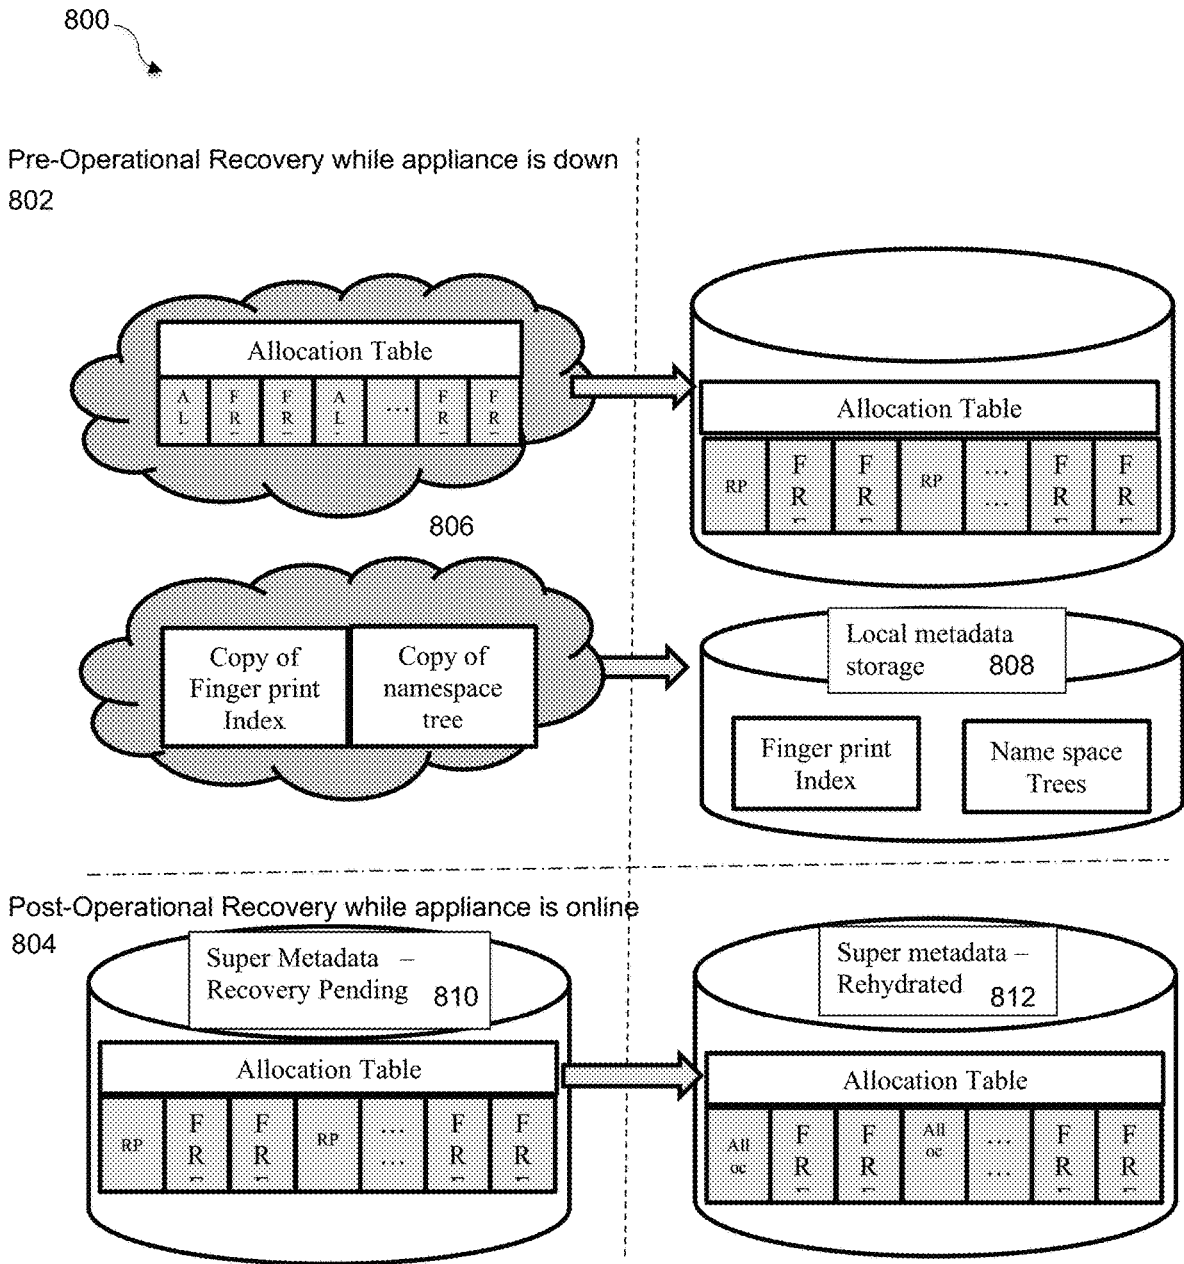 800
Pre-Operational Recovery while appliance is down
802
Allocation Table
A
L
F
R
F
R
A
L
...
F
R
F
R
Allocation Table
RP
F
R
F
R
RP
...
...
F
R
F
R
806
Copy of
Finger print
Index
Copy of
namespace
tree
Local metadata
storage 808
Finger print
Index
Name space
Trees
Post-Operational Recovery while appliance is online
804
Super Metadata –
Recovery Pending 810
Allocation Table
RP
F
R
F
R
RP
...
...
F
R
F
R
Super metadata –
Rehydrated 812
Allocation Table
All
oc
F
R
F
R
All
oc
...
...
F
R
F
R